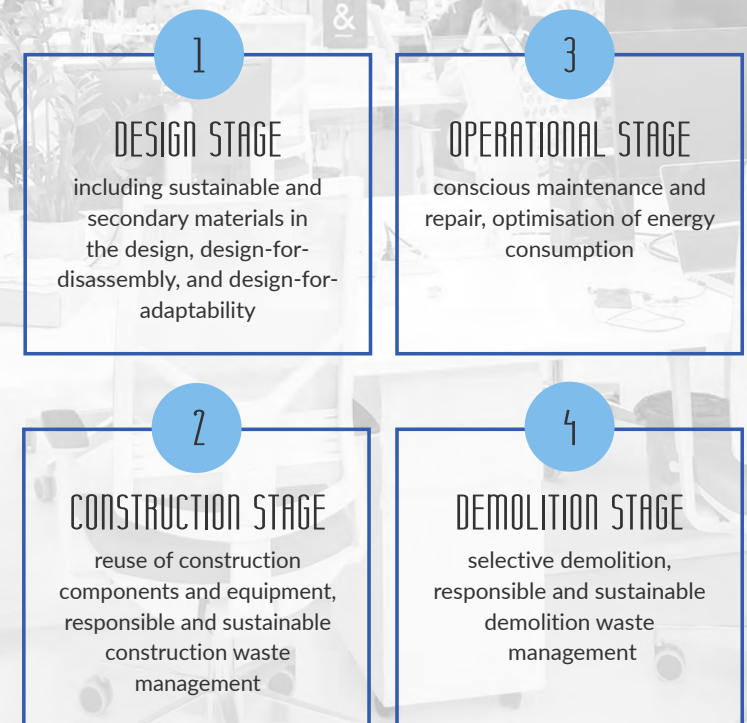 &
1
DESIGN STAGE
including sustainable and
secondary materials in
the design, design-for-
disassembly, and design-for-
adaptability
2
CONSTRUCTION STAGE
reuse of construction
components and equipment,
responsible and sustainable
construction waste
management
3
OPERATIONAL STAGE
conscious maintenance and
repair, optimisation of energy
consumption
4
DEMOLITION STAGE
selective demolition,
responsible and sustainable
demolition waste
management